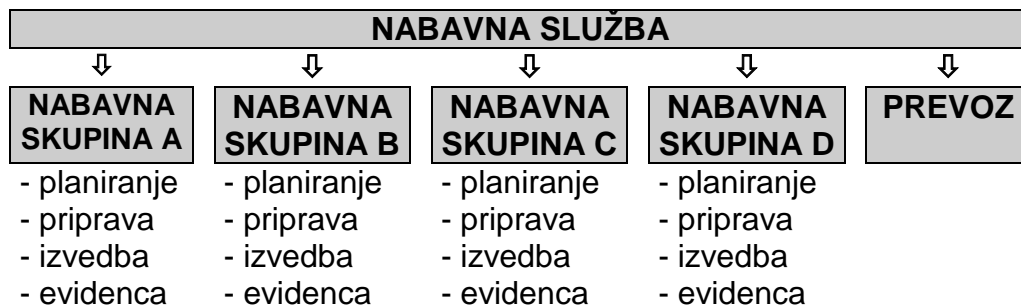 NABAVNA SLUŽBA
NABAVNA
SKUPINA A
- planiranje
- priprava
- izvedba
- evidenca
NABAVNA
SKUPINA B
- planiranje
- priprava
- izvedba
- evidenca
NABAVNA
SKUPINA C
- planiranje
- priprava
- izvedba
- evidenca
NABAVNA
SKUPINA D
- planiranje
- priprava
- izvedba
- evidenca
PREVOZ